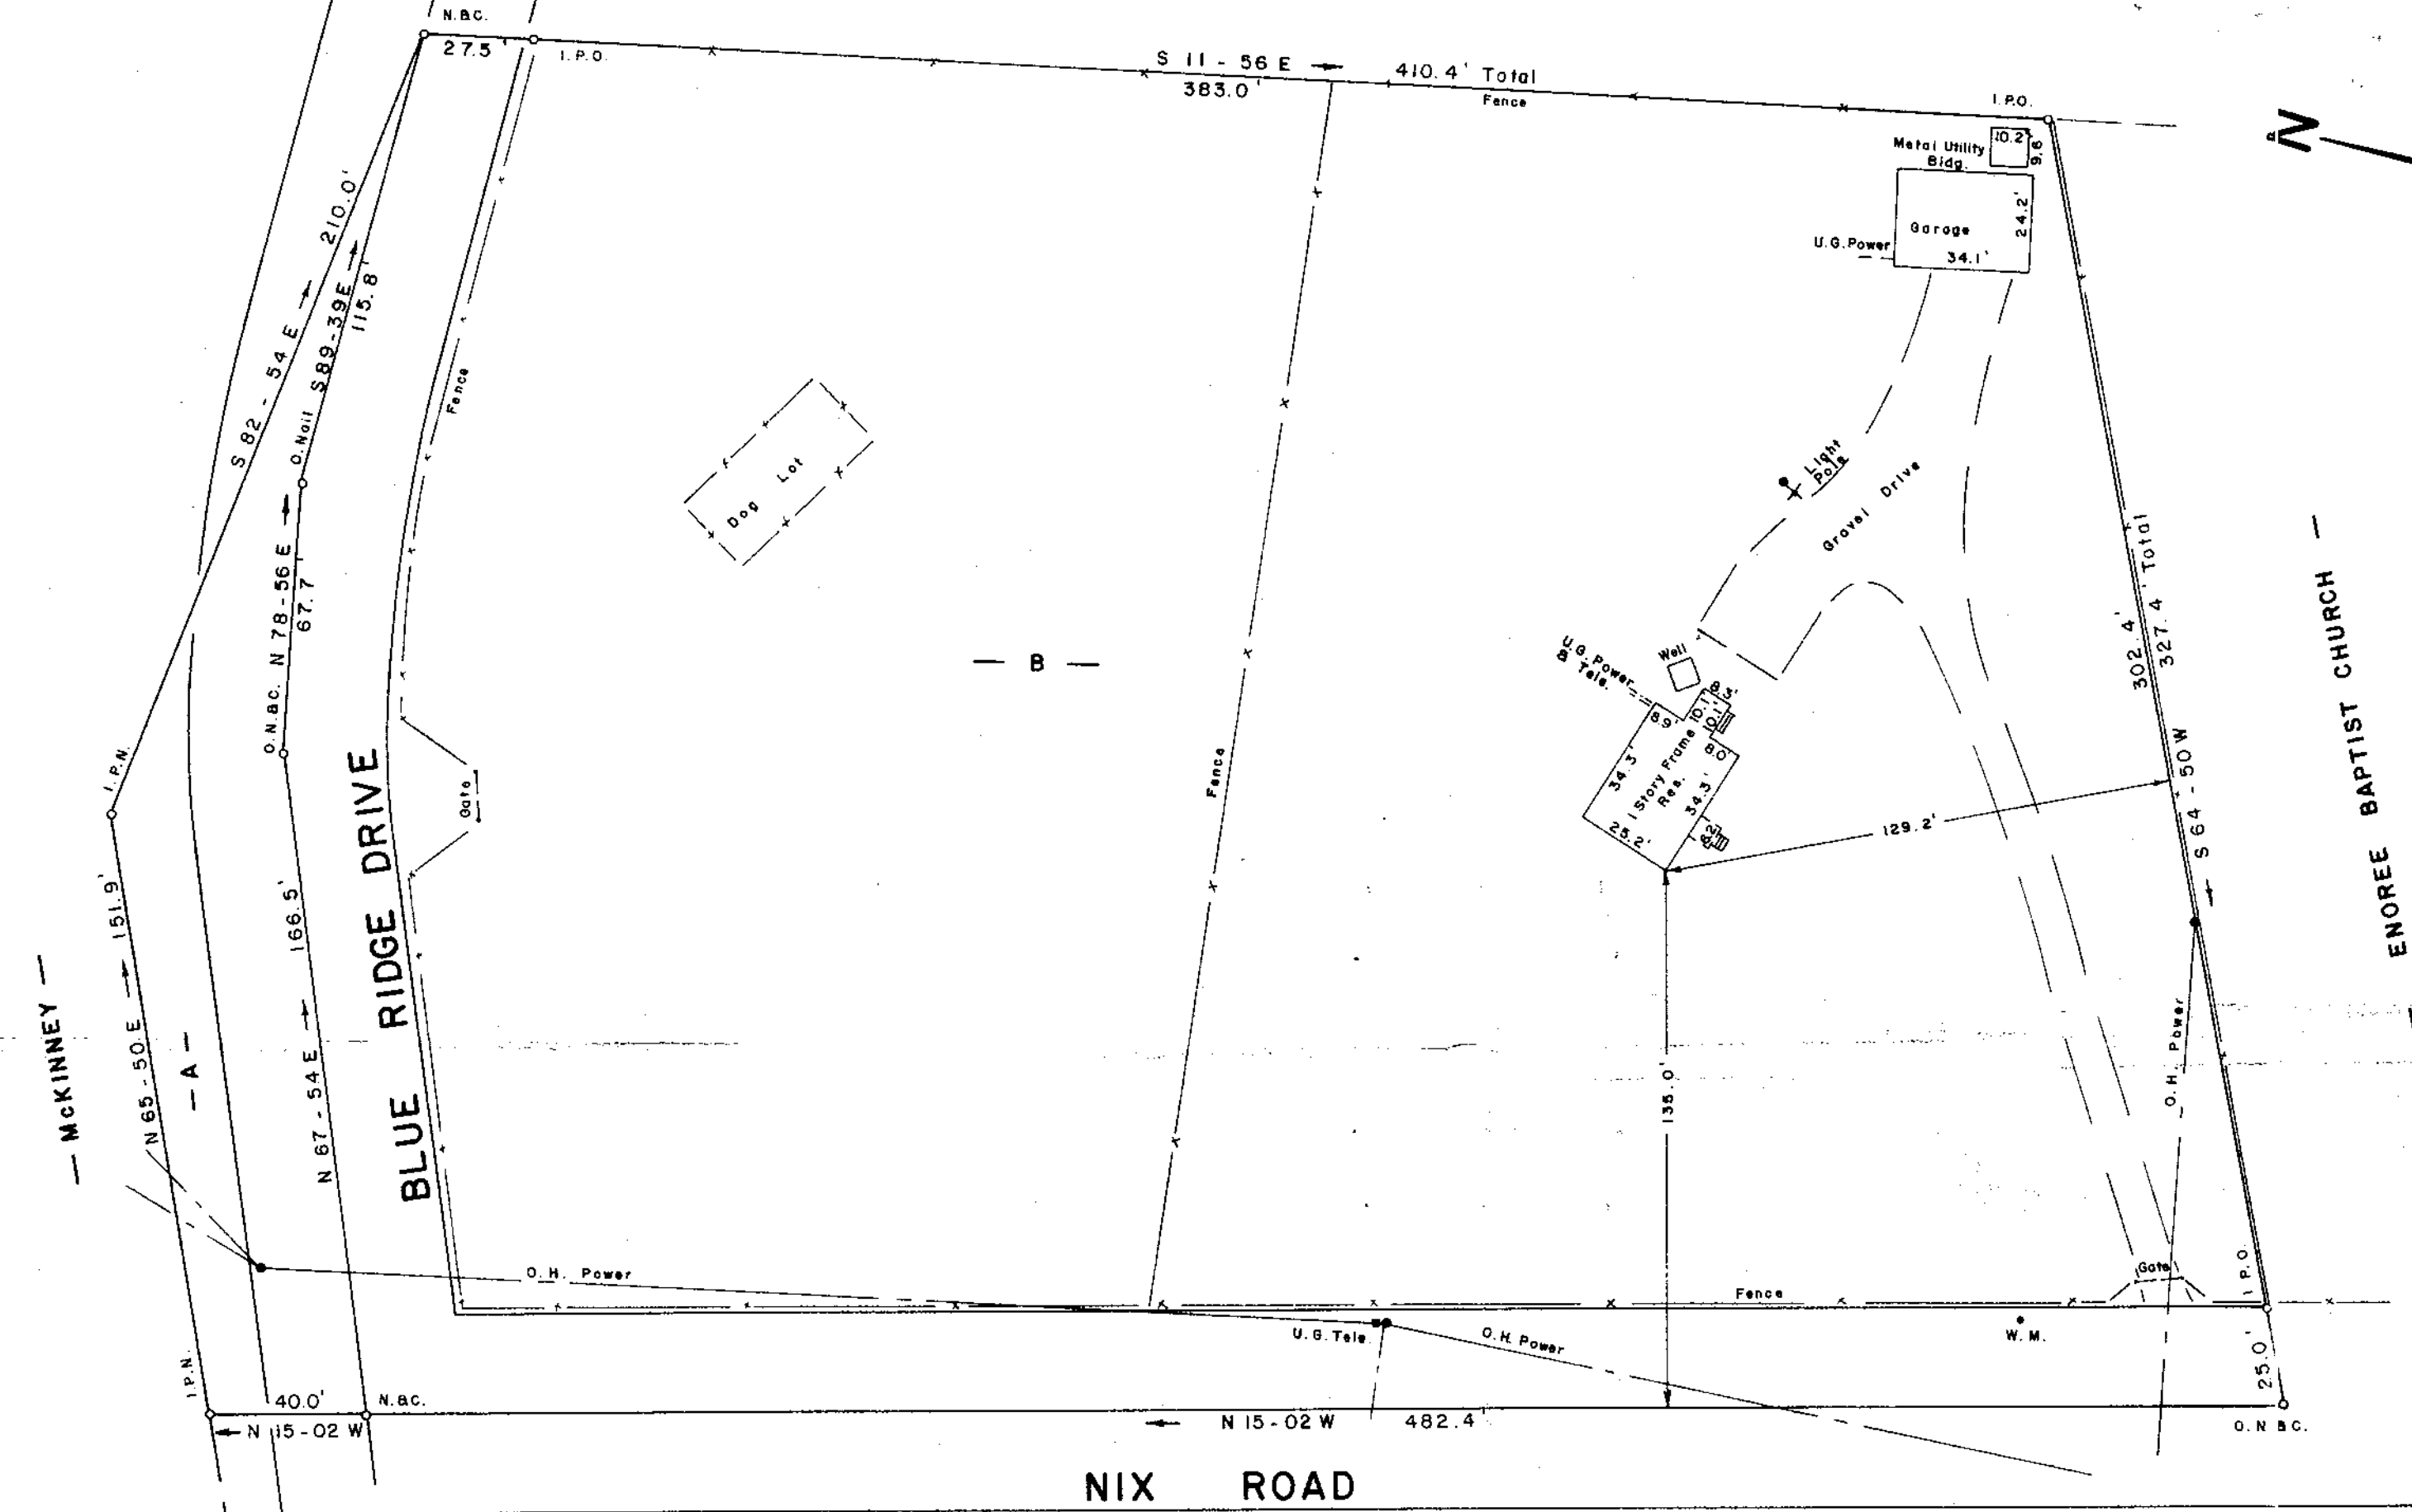 N.&C.
27.5'
I.P.O.
S 11 - 56 E
410.4' Total
383.0'
Fence
I.P.O.
N
10.2'
9.6'
Metal Utility
Bldg.
24.2'
Garage
34.1'
U.G.Power
S 82 - 54 E 210.0'
O.Nail S 89 - 39 E
115.8'
Fence
Dog Lot
Light
Pole
Gravel Drive
O.N.&C. N 78 - 56 E
67.7'
302.4'
327.4' Total
— B —
U.G. Power
& Tele.
Well
8.3'
10.1'
10.1'
8.9'
8.0'
34.3'
1 Story Frame
Res.
34.3'
25.2'
8.2'
I.P.N.
Gate
Fence
129.2'
S 64 - 50 W
ENOREE BAPTIST CHURCH —
BLUE RIDGE DRIVE
N 65 - 50 E 151.9'
N 67 - 54 E 166.5'
— McKINNEY —
— A —
135.0'
O.H. Power
O.H. Power
Fence
Gate
I.P.O.
U.G.Tele.
O.H. Power
W.M.
25.0'
I.P.N.
40.0'
N.&C.
N 15 - 02 W
N 15 - 02 W 482.4'
O.N.&C.
NIX ROAD